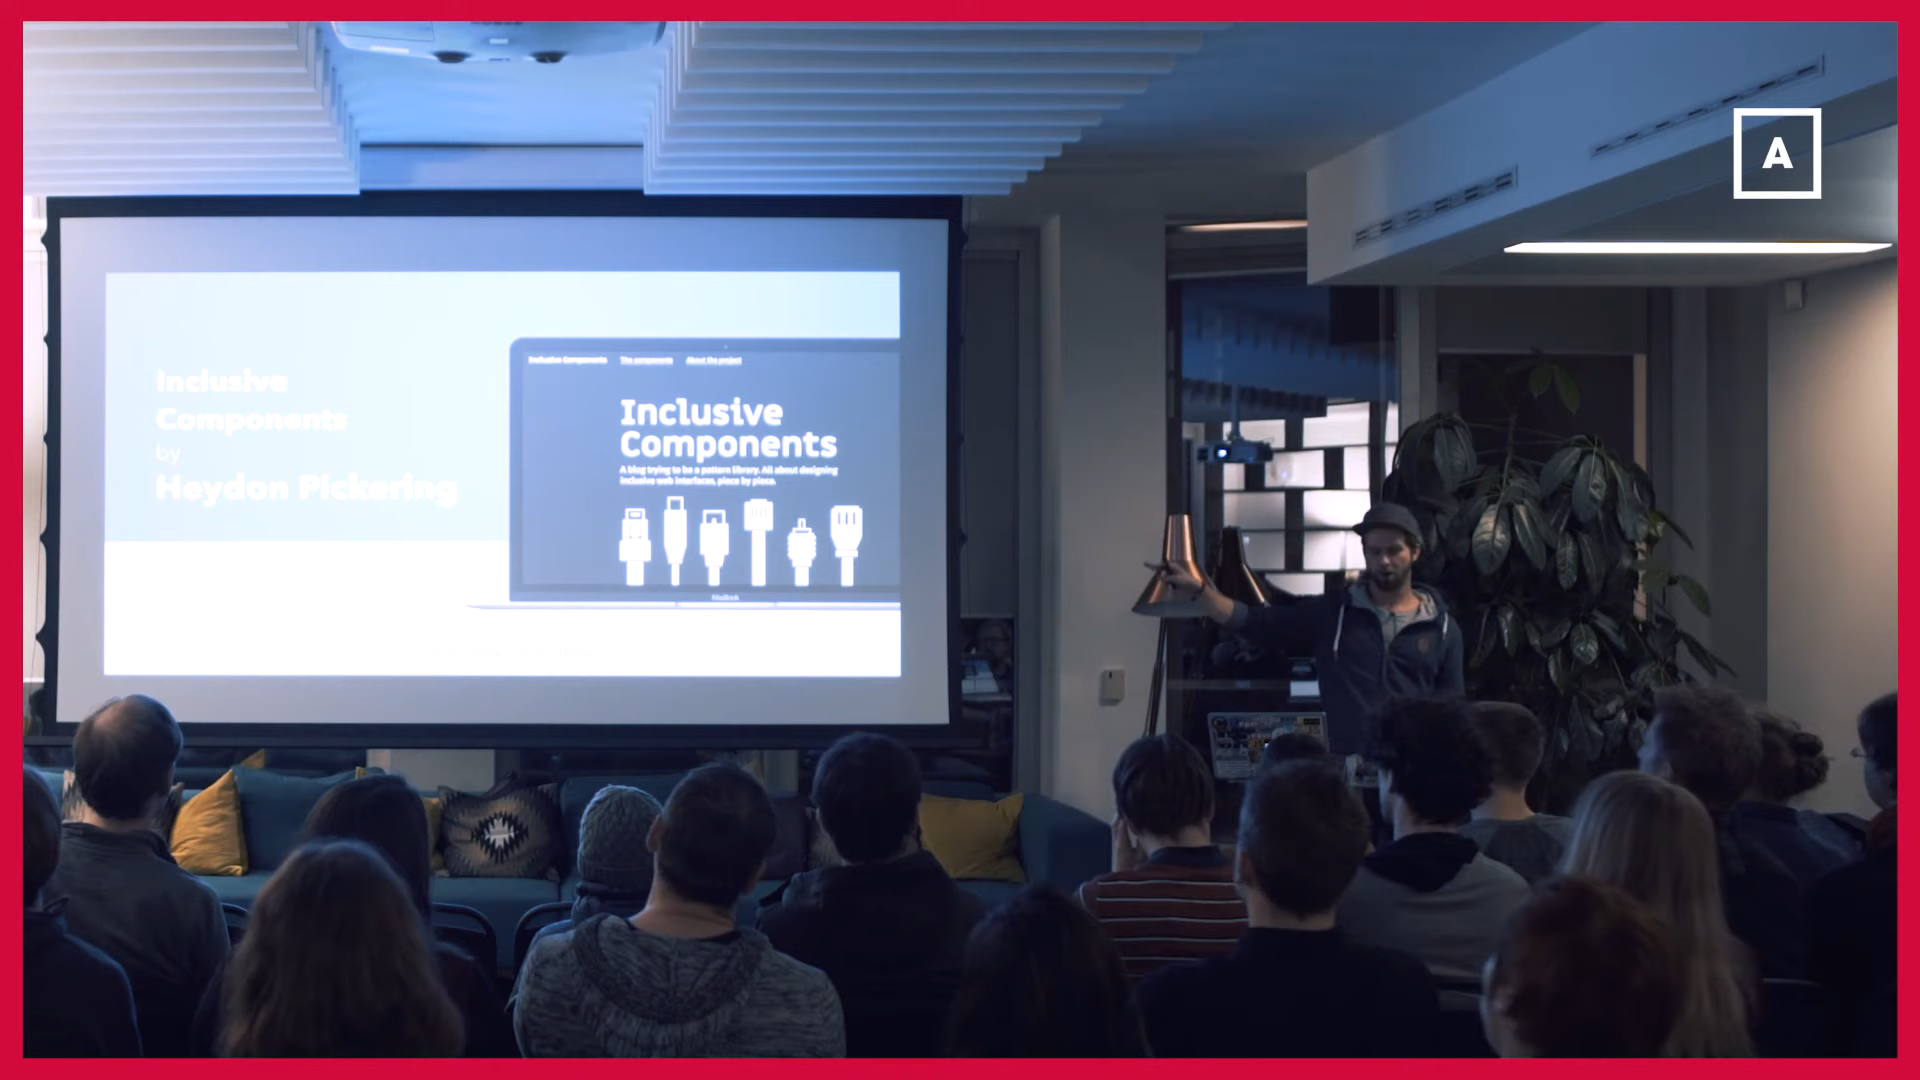 A
Inclusive
Components
by
Heydon Pickering
Inclusive Components The components About the project
Inclusive
Components
A blog trying to be a pattern library. All about designing
inclusive web interfaces, piece by piece.
MacBook